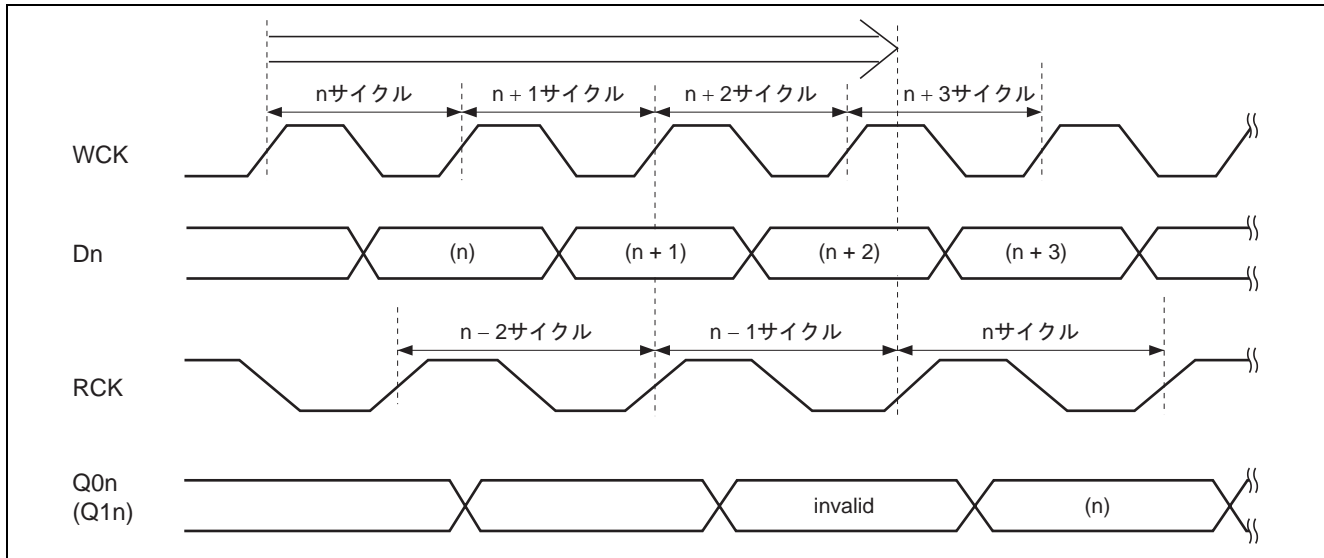 nサイクル n + 1サイクル n + 2サイクル n + 3サイクル
WCK
Dn (n) (n + 1) (n + 2) (n + 3)
n − 2サイクル n − 1サイクル nサイクル
RCK
Q0n
(Q1n) invalid (n)